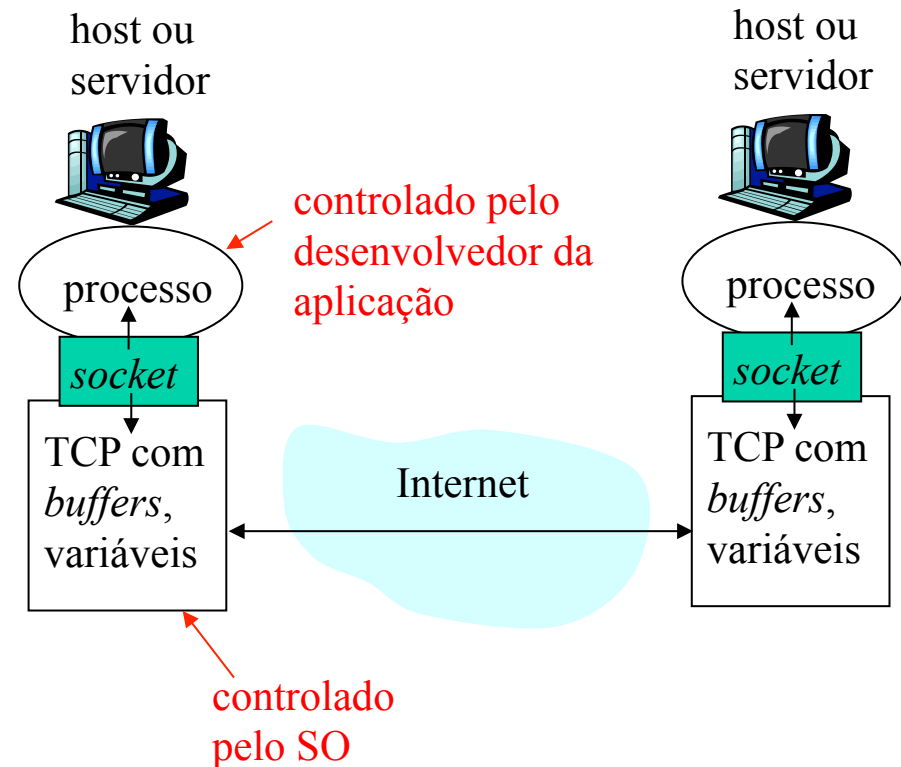 host ou
servidor
host ou
servidor
controlado pelo
desenvolvedor da
aplicação
processo
processo
socket
socket
TCP com
buffers,
variáveis
Internet
TCP com
buffers,
variáveis
controlado
pelo SO